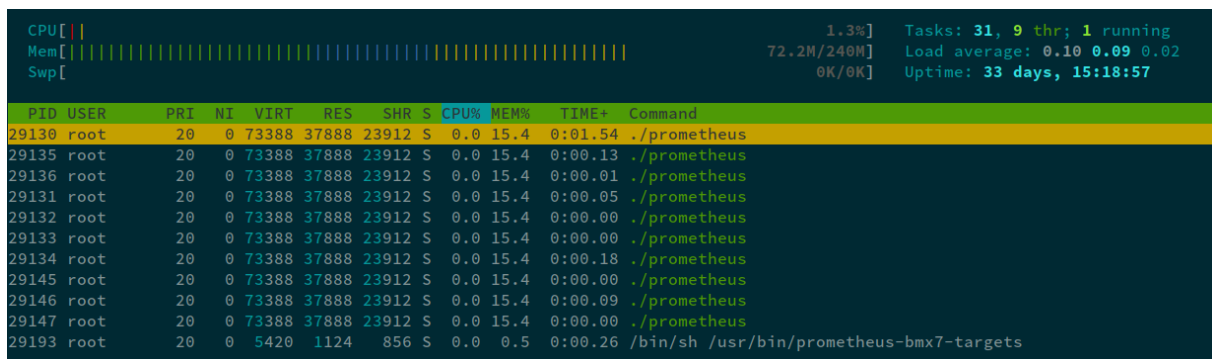 CPU[|| 1.3%] Tasks: 31, 9 thr; 1 running
Mem[||||||||||||||||||||||||||||||||||||||||||||||||| 72.2M/240M] Load average: 0.10 0.09 0.02
Swp[ 0K/0K] Uptime: 33 days, 15:18:57
PID USER PRI NI VIRT RES SHR S CPU% MEM% TIME+ Command
29130 root 20 0 73388 37888 23912 S 0.0 15.4 0:01.54 ./prometheus
29135 root 20 0 73388 37888 23912 S 0.0 15.4 0:00.13 ./prometheus
29136 root 20 0 73388 37888 23912 S 0.0 15.4 0:00.01 ./prometheus
29131 root 20 0 73388 37888 23912 S 0.0 15.4 0:00.05 ./prometheus
29132 root 20 0 73388 37888 23912 S 0.0 15.4 0:00.00 ./prometheus
29133 root 20 0 73388 37888 23912 S 0.0 15.4 0:00.00 ./prometheus
29134 root 20 0 73388 37888 23912 S 0.0 15.4 0:00.18 ./prometheus
29145 root 20 0 73388 37888 23912 S 0.0 15.4 0:00.00 ./prometheus
29146 root 20 0 73388 37888 23912 S 0.0 15.4 0:00.09 ./prometheus
29147 root 20 0 73388 37888 23912 S 0.0 15.4 0:00.00 ./prometheus
29193 root 20 0 5420 1124 856 S 0.0 0.5 0:00.26 /bin/sh /usr/bin/prometheus-bmx7-targets